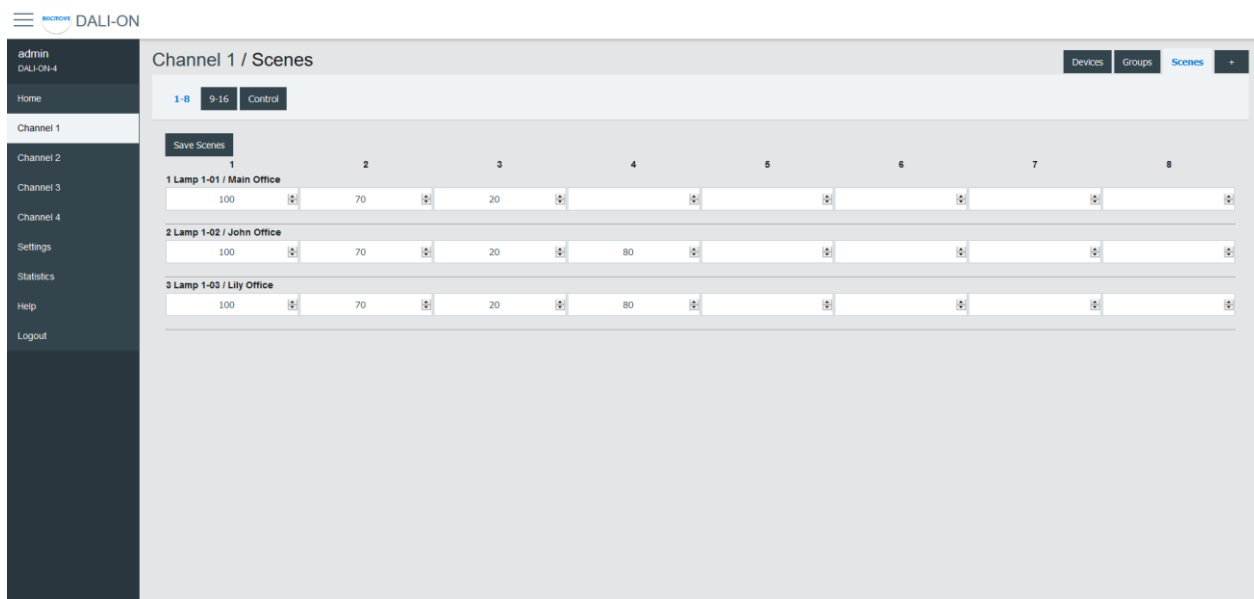 DALI-ON
admin
DALI-ON-4
Home
Channel 1
Channel 2
Channel 3
Channel 4
Settings
Statistics
Help
Logout
Channel 1 / Scenes
Devices Groups Scenes +
1-8 9-16 Control
Save Scenes
1 2 3 4 5 6 7 8
1 Lamp 1-01 / Main Office
100 70 20
2 Lamp 1-02 / John Office
100 70 20 80
3 Lamp 1-03 / Lily Office
100 70 20 80